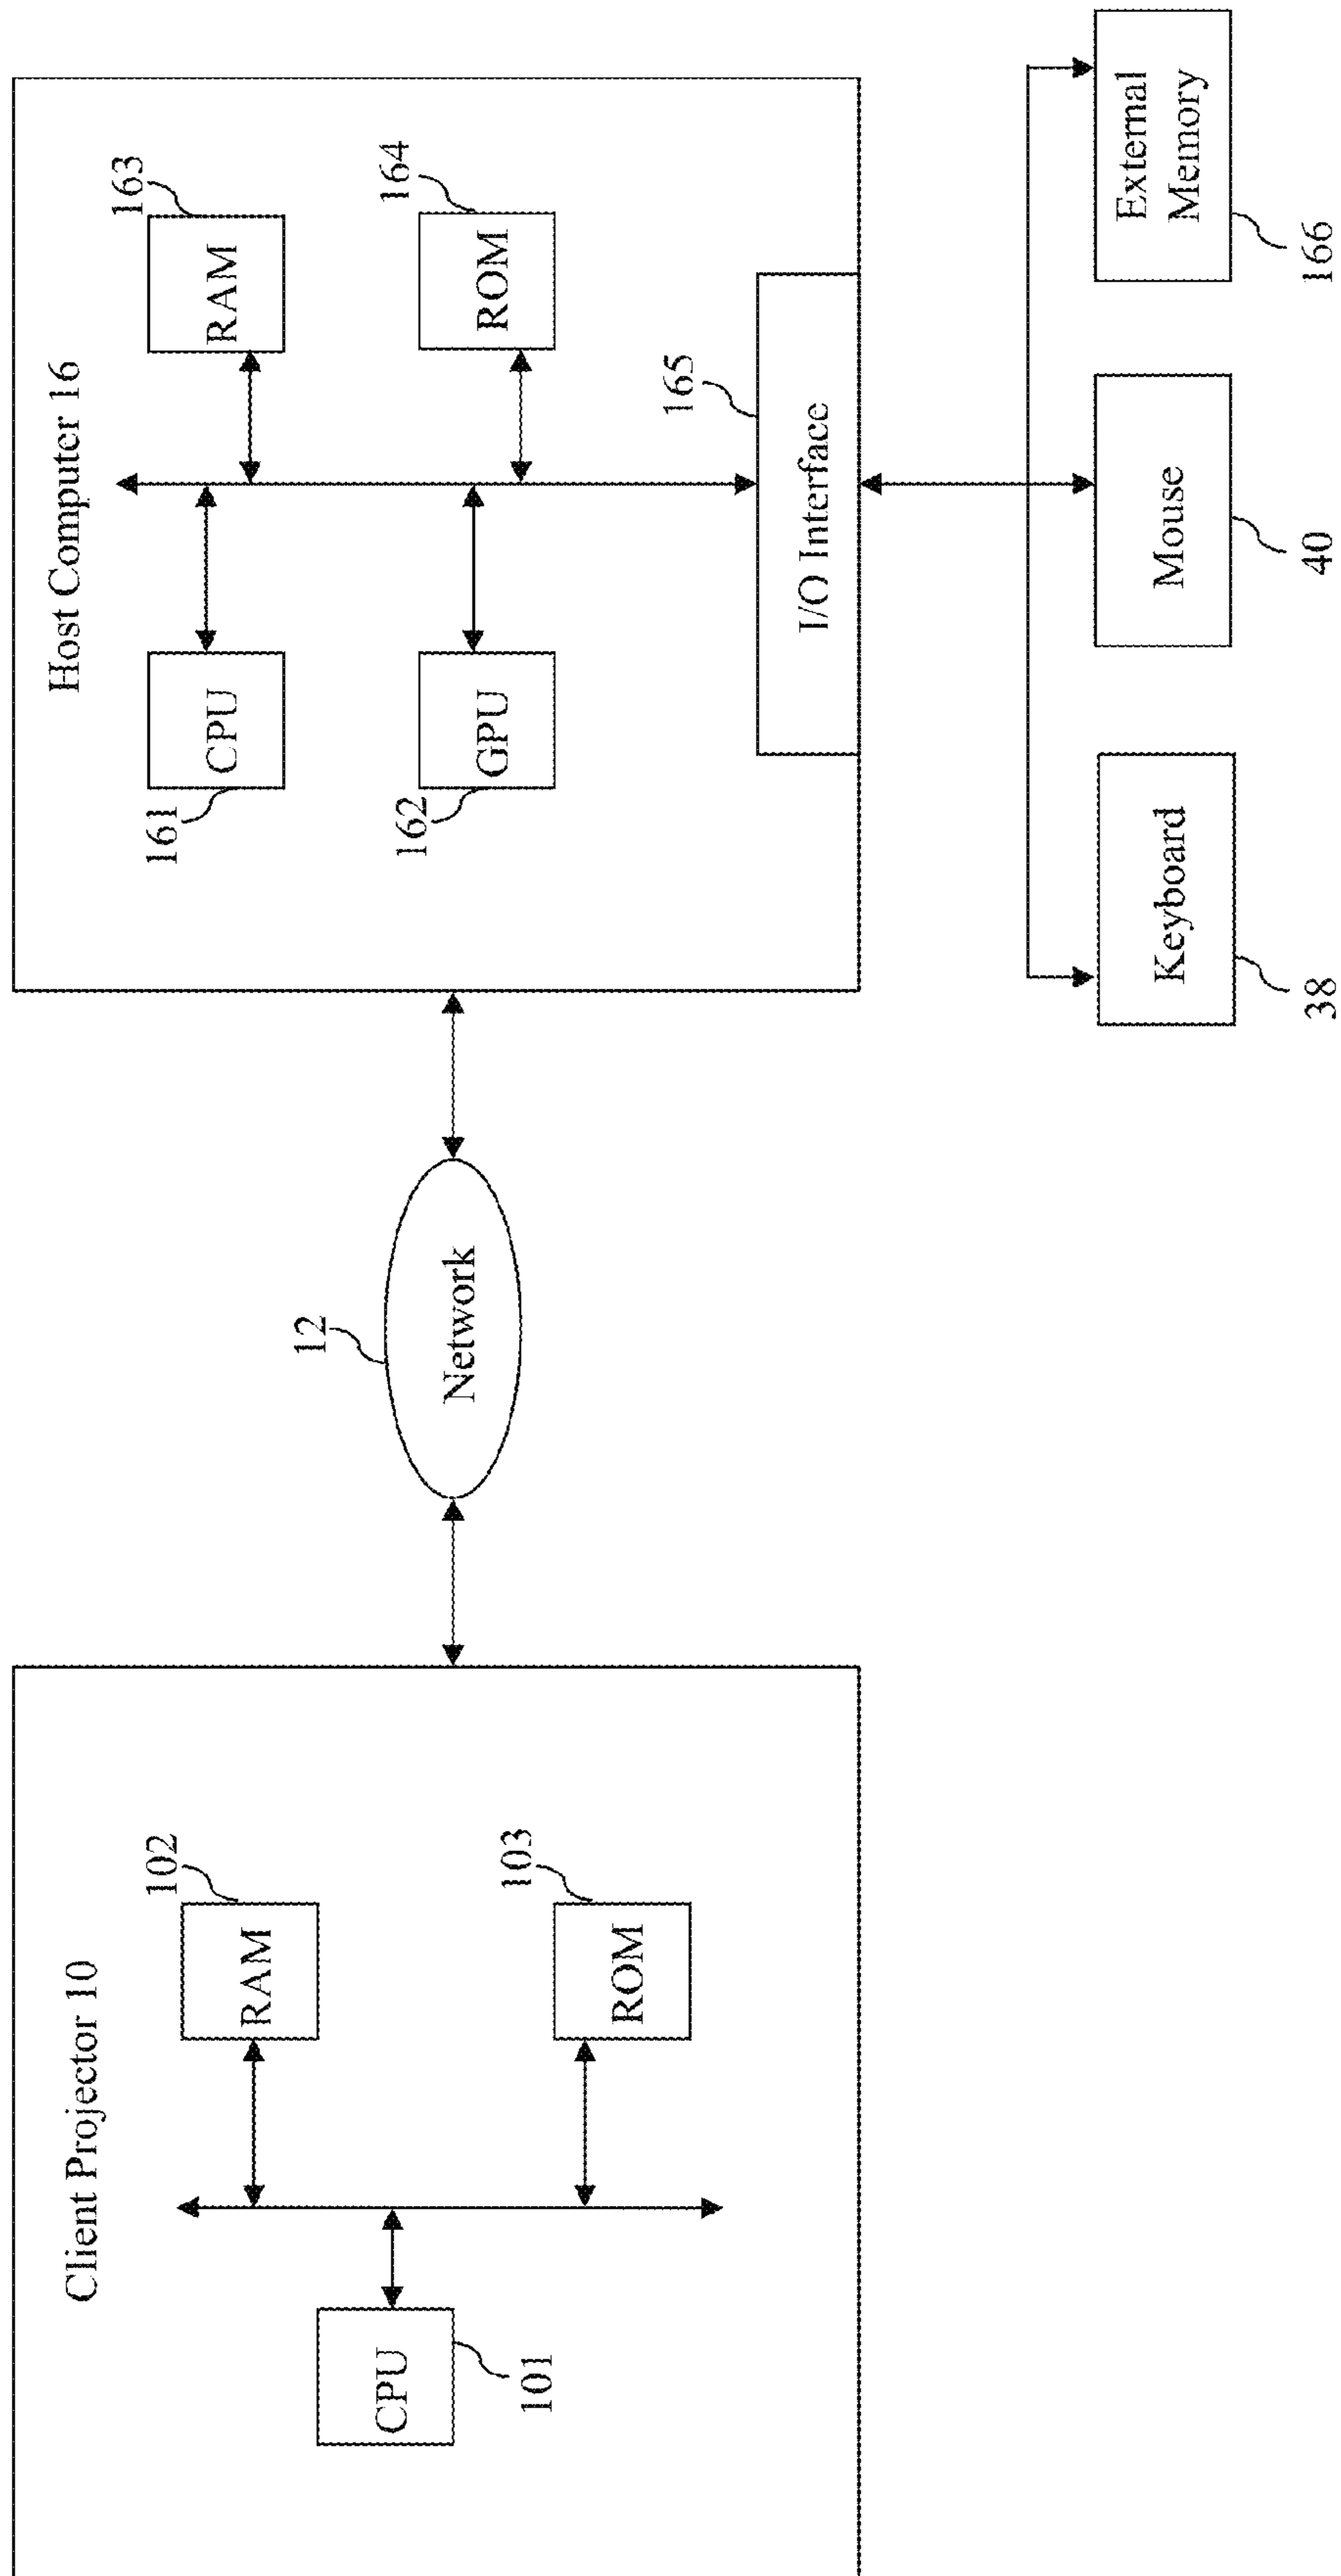 Client Projector 10
RAM
102
CPU
101
ROM
103
12
Network
Host Computer 16
CPU
161
RAM
163
GPU
162
ROM
164
165
I/O Interface
Keyboard
38
Mouse
40
External
Memory
166